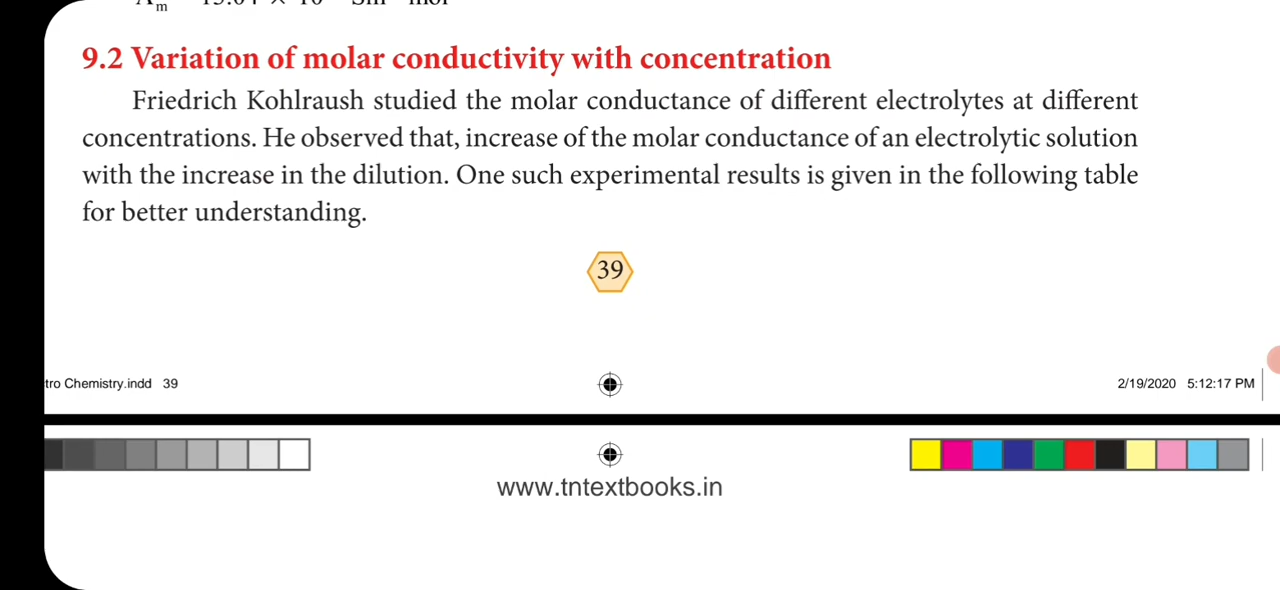 9.2 Variation of molar conductivity with concentration
Friedrich Kohlraush studied the molar conductance of different electrolytes at different
concentrations. He observed that, increase of the molar conductance of an electrolytic solution
with the increase in the dilution. One such experimental results is given in the following table
for better understanding.
39
tro Chemistry.indd 39
2/19/2020 5:12:17 PM
www.tntextbooks.in